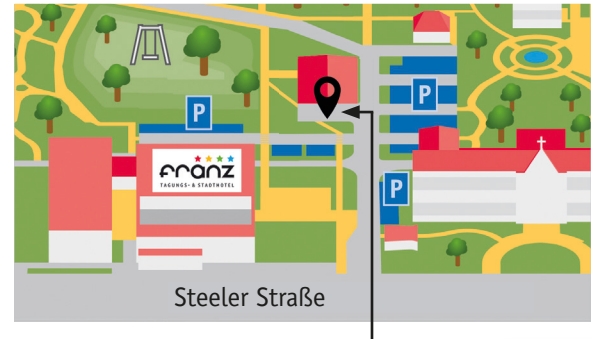 P
P
franz
TAGUNGS- & STADTHOTEL
P
Steeler Straße